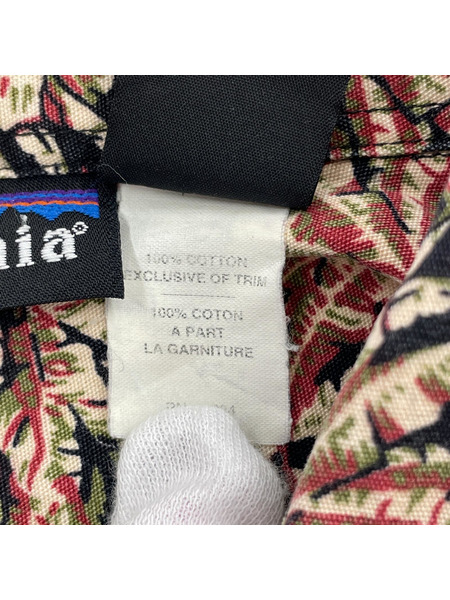 nia®
100% COTTON
EXCLUSIVE OF TRIM
100% COTON
A PART
LA GARNITURE